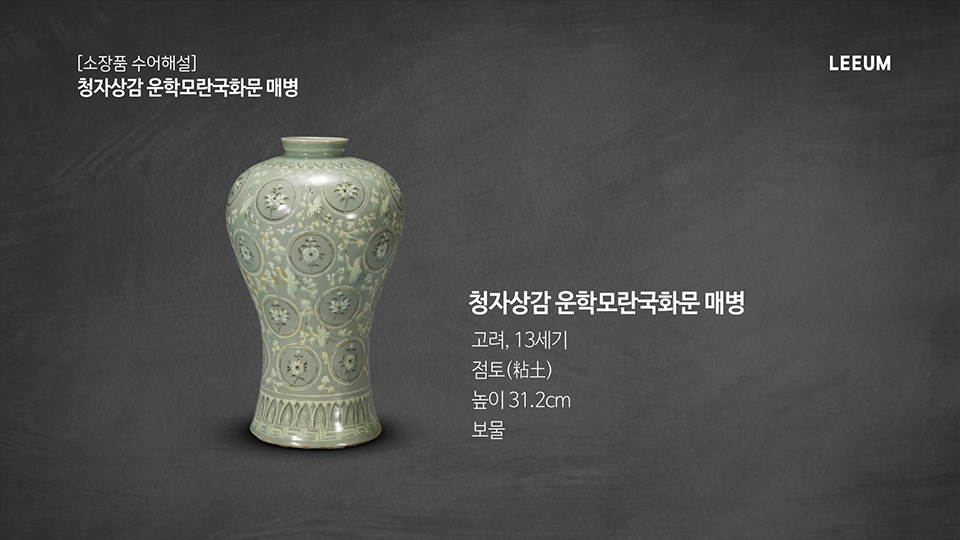 [소장품 수어해설]
청자상감 운학모란국화문 매병
LEEUM
청자상감 운학모란국화문 매병
고려, 13세기
점토(粘土)
높이 31.2cm
보물